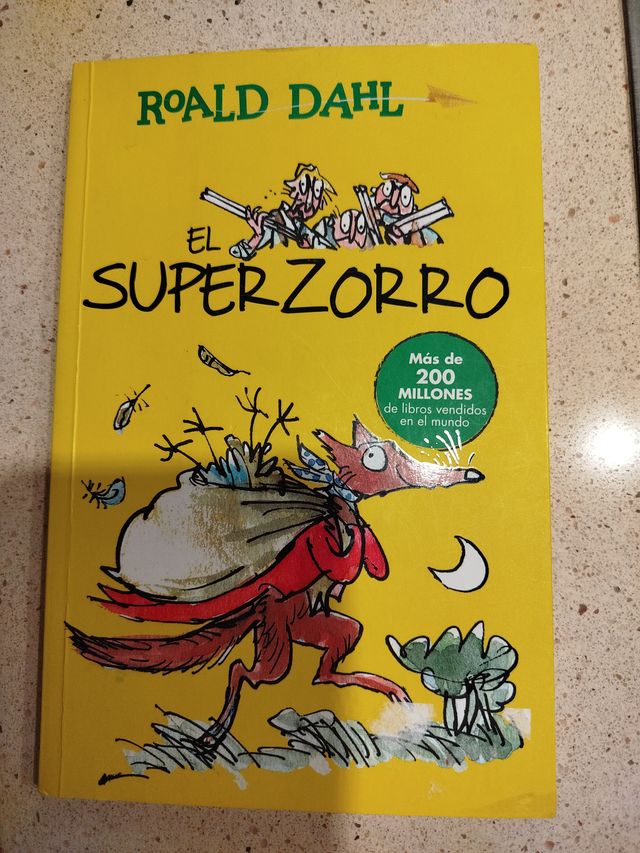 ROALD DAHL
EL
SUPERZORRO
Más de
200
MILLONES
de libros vendidos
en el mundo